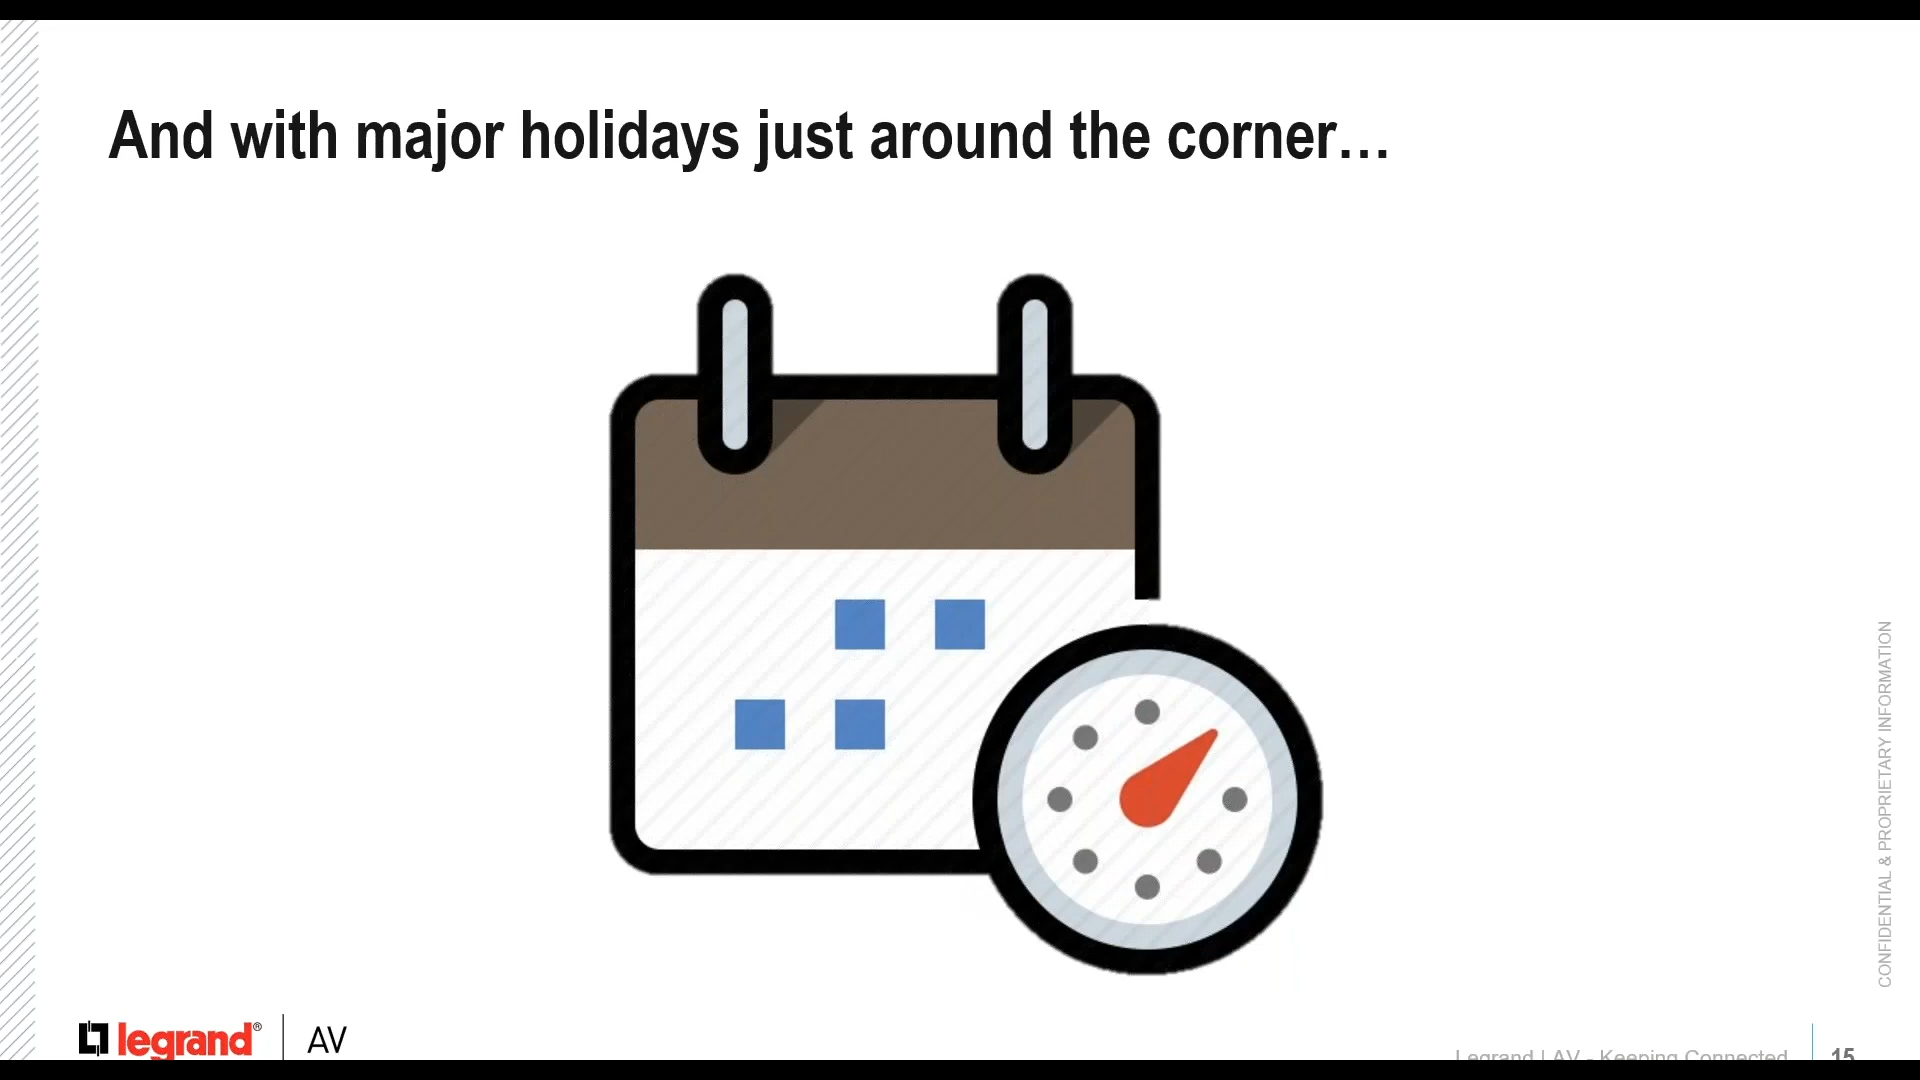 And with major holidays just around the corner…
CONFIDENTIAL & PROPRIETARY INFORMATION
legrand® AV
Legrand | AV - Keeping Connected 15